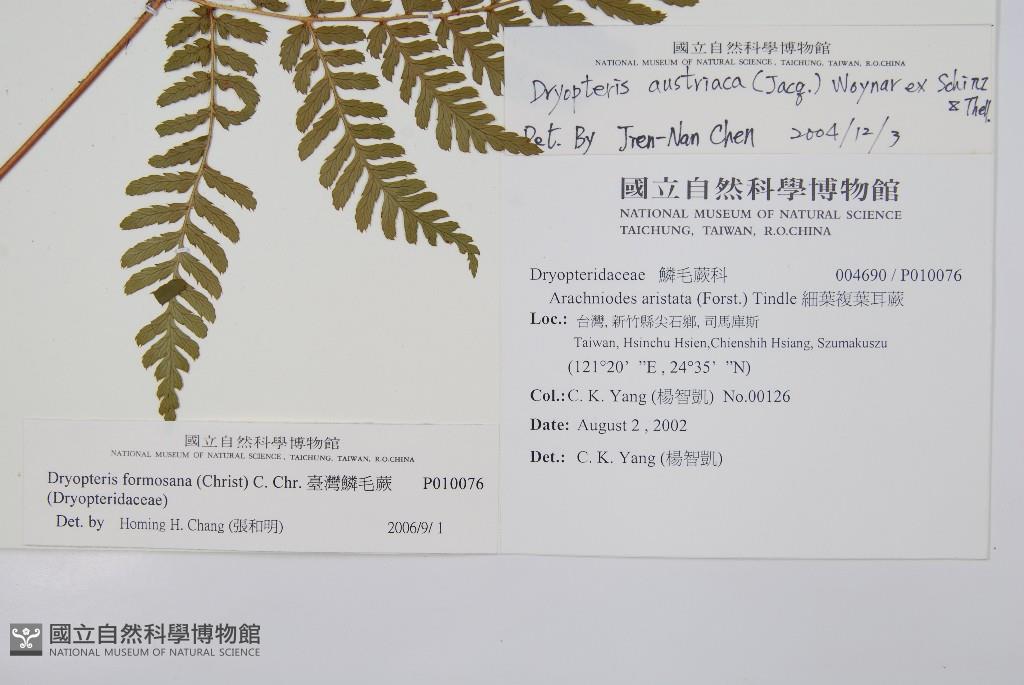 國立自然科學博物館
NATIONAL MUSEUM OF NATURAL SCIENCE, TAICHUNG, TAIWAN, R.O.CHINA
Dryopteris austriaca (Jacq.) Woynar ex Schinz
& Thell.
Det. By Jren-Nan Chen 2004/12/3
國立自然科學博物館
NATIONAL MUSEUM OF NATURAL SCIENCE
TAICHUNG, TAIWAN, R.O.CHINA
Dryopteridaceae 鱗毛蕨科 004690 / P010076
Arachniodes aristata (Forst.) Tindle 細葉複葉耳蕨
Loc.: 台灣, 新竹縣尖石鄉, 司馬庫斯
Taiwan, Hsinchu Hsien,Chienshih Hsiang, Szumakuszu
(121°20’ ”E , 24°35’ ”N)
Col.: C. K. Yang (楊智凱) No.00126
Date: August 2 , 2002
Det.: C. K. Yang (楊智凱)
國立自然科學博物館
NATIONAL MUSEUM OF NATURAL SCIENCE, TAICHUNG, TAIWAN, R.O.CHINA
Dryopteris formosana (Christ) C. Chr. 臺灣鱗毛蕨 P010076
(Dryopteridaceae)
Det. by Homing H. Chang (張和明) 2006/9/ 1
國立自然科學博物館
NATIONAL MUSEUM OF NATURAL SCIENCE